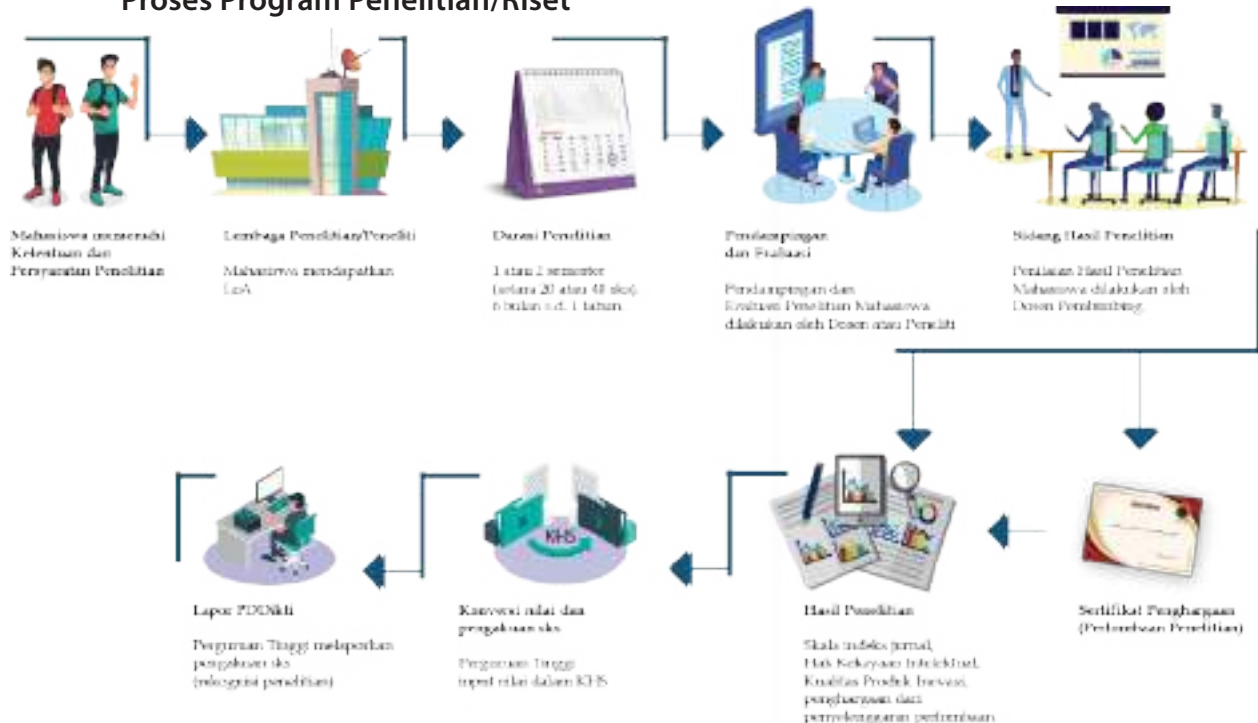 Proses Program Penelitian/Riset
Mahasiswa memenuhi
Ketentuan dan
Persyaratan Penelitian
Lembaga Penelitian/Peneliti
Mahasiswa mendapatkan
LoA
Durasi Penelitian
1 atau 2 semester
(setara 20 atau 40 sks).
6 bulan s.d. 1 tahun
Pendampingan
dan Evaluasi
Pendampingan dan
Evaluasi Penelitian Mahasiswa
dilakukan oleh Dosen atau Peneliti
Sidang Hasil Penelitian
Penilaian Hasil Penelitian
Mahasiswa dilakukan oleh
Dosen Pembimbing
KHS
Lapor PDDikti
Perguruan Tinggi melaporkan
pengakuan sks
(rekognisi penelitian)
Konversi nilai dan
pengakuan sks
Perguruan Tinggi
input nilai dalam KHS
Hasil Penelitian
Skala indeks jurnal,
Hak Kekayaan Intelektual,
Kualitas Produk Inovasi,
penghargaan dari
penyelenggaran perlombaan
Sertifikat Penghargaan
(Perlombaan Penelitian)